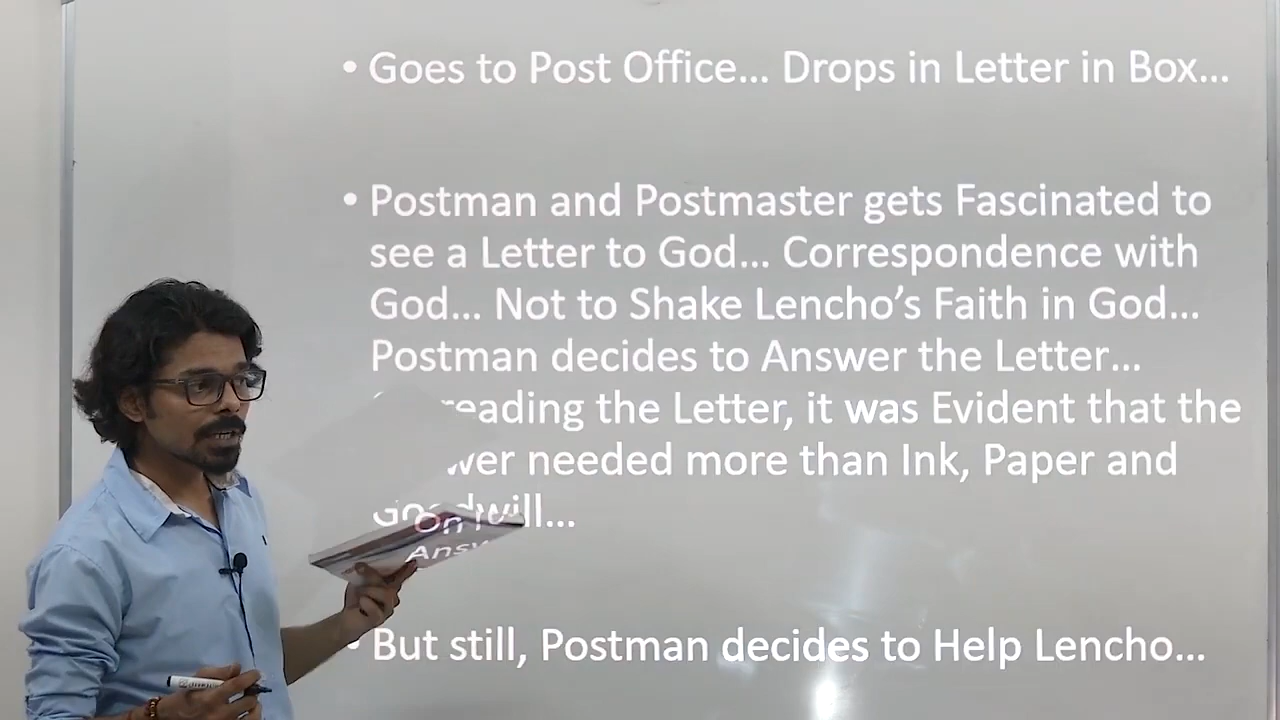 • Goes to Post Office... Drops in Letter in Box...
• Postman and Postmaster gets Fascinated to
see a Letter to God... Correspondence with
God... Not to Shake Lencho’s Faith in God...
Postman decides to Answer the Letter...
reading the Letter, it was Evident that the
needed more than Ink, Paper and
Goodwill...
• But still, Postman decides to Help Lencho...